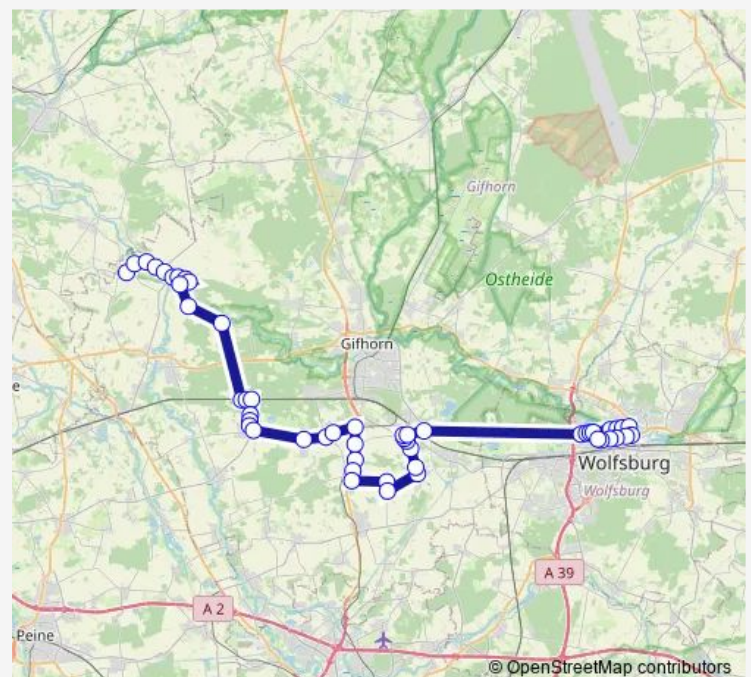 Gifhorn
Ostheide
Gifhorn
e
Wolfsburg
Wolfsburg
A 39
A 2
Peine
© OpenStreetMap contributors